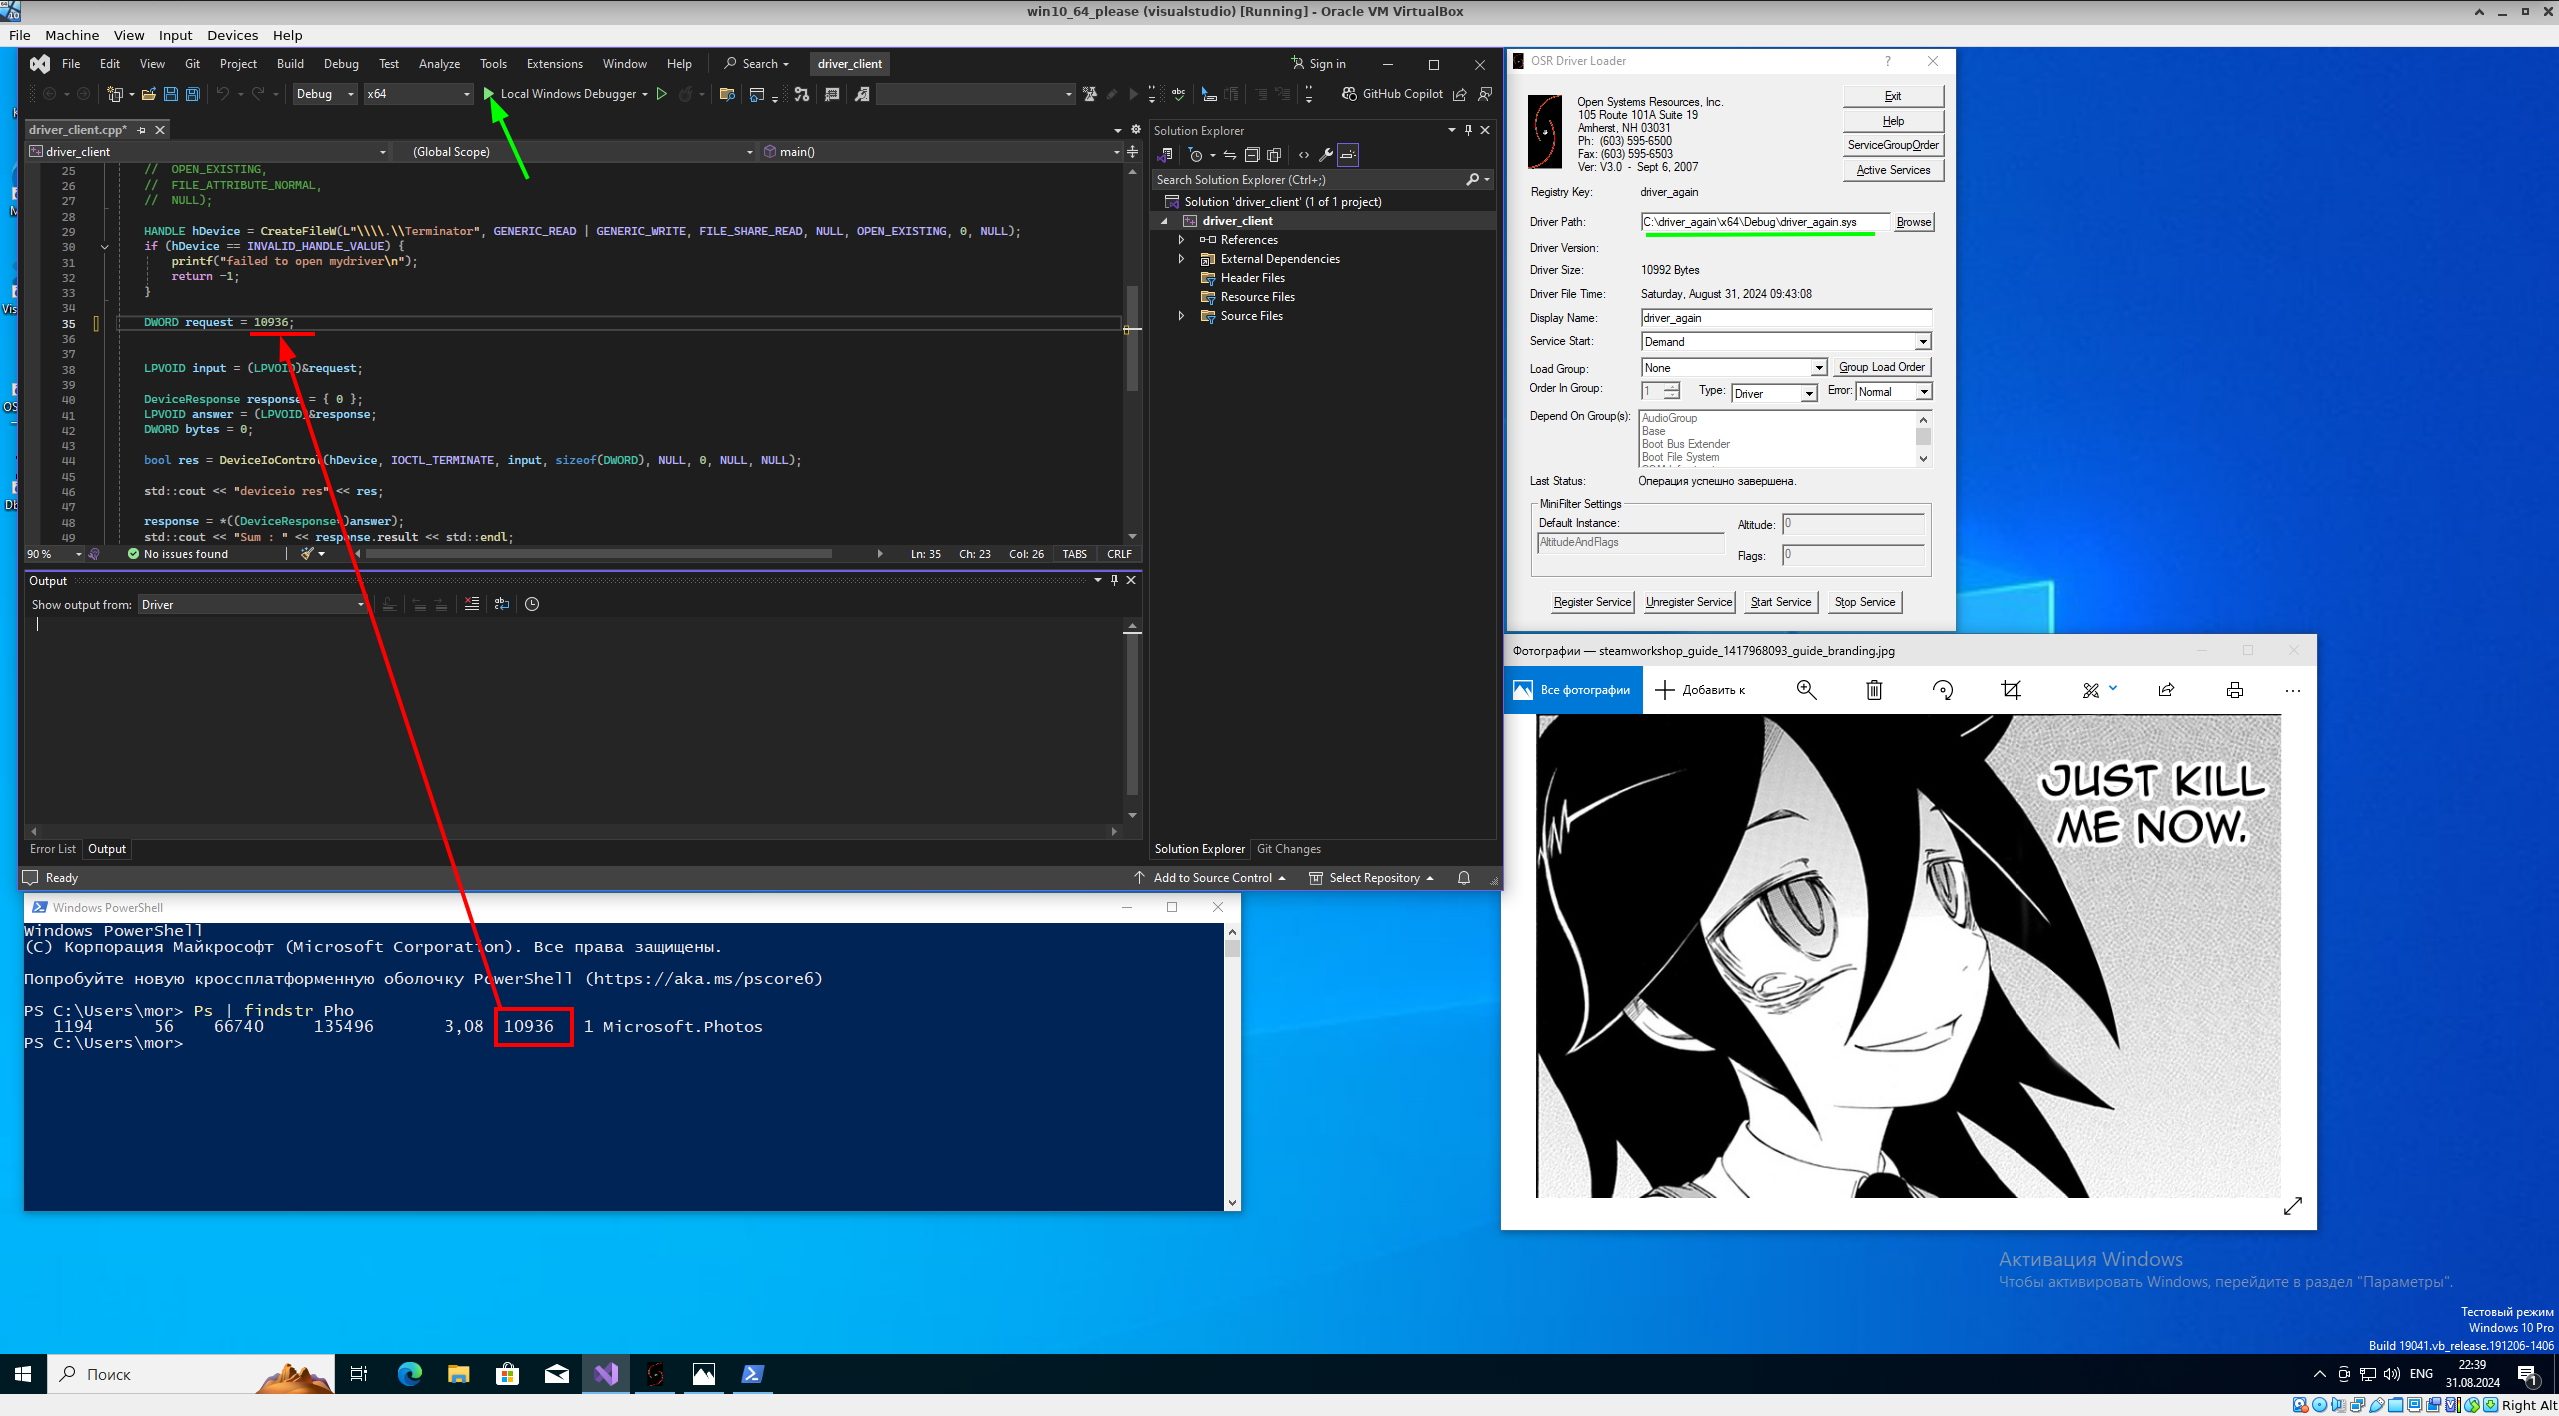 win10_64_please (visualstudio) [Running] - Oracle VM VirtualBox
File Machine View Input Devices Help
File Edit View Git Project Build Debug Test Analyze Tools Extensions Window Help Search driver_client Sign in
Debug x64 Local Windows Debugger GitHub Copilot
driver_client.cpp*
driver_client (Global Scope) main()
25 // OPEN_EXISTING,
26 // FILE_ATTRIBUTE_NORMAL,
27 // NULL);
28
29 HANDLE hDevice = CreateFileW(L"\\\\.\\Terminator", GENERIC_READ | GENERIC_WRITE, FILE_SHARE_READ, NULL, OPEN_EXISTING, 0, NULL);
30 if (hDevice == INVALID_HANDLE_VALUE) {
31 printf("failed to open mydriver\n");
32 return -1;
33 }
34
35 DWORD request = 10936;
36
37
38 LPVOID input = (LPVOID)&request;
39
40 DeviceResponse response = { 0 };
41 LPVOID answer = (LPVOID)&response;
42 DWORD bytes = 0;
43
44 bool res = DeviceIoControl(hDevice, IOCTL_TERMINATE, input, sizeof(DWORD), NULL, 0, NULL, NULL);
45
46 std::cout << "deviceio res" << res;
47
48 response = *((DeviceResponse*)answer);
49 std::cout << "Sum : " << response.result << std::endl;
90 % No issues found Ln: 35 Ch: 23 Col: 26 TABS CRLF
Output
Show output from: Driver
Error List Output
Ready Add to Source Control Select Repository
Solution Explorer
Search Solution Explorer (Ctrl+;)
Solution 'driver_client' (1 of 1 project)
driver_client
References
External Dependencies
Header Files
Resource Files
Source Files
Solution Explorer Git Changes
OSR Driver Loader
Open Systems Resources, Inc.
105 Route 101A Suite 19
Amherst, NH 03031
Ph: (603) 595-6500
Fax: (603) 595-6503
Ver: V3.0 - Sept 6, 2007
Exit
Help
ServiceGroupOrder
Active Services
Registry Key: driver_again
Driver Path: C:\driver_again\x64\Debug\driver_again.sys Browse
Driver Version:
Driver Size: 10992 Bytes
Driver File Time: Saturday, August 31, 2024 09:43:08
Display Name: driver_again
Service Start: Demand
Load Group: None Group Load Order
Order In Group: 1 Type: Driver Error: Normal
Depend On Group(s): AudioGroup
Base
Boot Bus Extender
Boot File System
Last Status: Операция успешно завершена.
MiniFilter Settings
Default Instance: Altitude: 0
AltitudeAndFlags
Flags: 0
Register Service Unregister Service Start Service Stop Service
Фотографии — steamworkshop_guide_1417968093_guide_branding.jpg
Все фотографии Добавить к
JUST KILL
ME NOW.
Windows PowerShell
Windows PowerShell
(C) Корпорация Майкрософт (Microsoft Corporation). Все права защищены.
Попробуйте новую кроссплатформенную оболочку PowerShell (https://aka.ms/pscore6)
PS C:\Users\mor> Ps | findstr Pho
1194 56 66740 135496 3,08 10936 1 Microsoft.Photos
PS C:\Users\mor>
Активация Windows
Чтобы активировать Windows, перейдите в раздел "Параметры".
Тестовый режим
Windows 10 Pro
Build 19041.vb_release.191206-1406
Поиск
ENG
22:39
31.08.2024
1
Right Alt